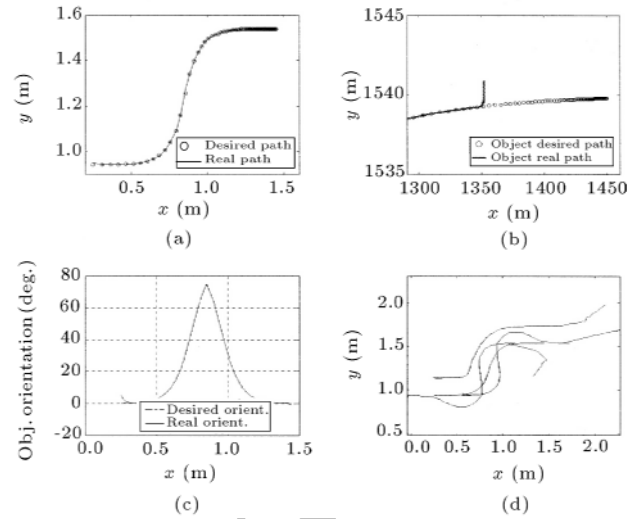 1.6
1.4
1.2
1.0
y (m)
Desired path
Real path
0.5 1.0 1.5
x (m)
(a)
1545
1540
1535
y (m)
Object desired path
Object real path
1300 1350 1400 1450
x (m)
(b)
80
60
40
20
0
-20
Obj. orientation (deg.)
Desired orient.
Real orient.
0.0 0.5 1.0 1.5
x (m)
(c)
2.0
1.5
1.0
0.5
y (m)
0.0 0.5 1.0 1.5 2.0
x (m)
(d)